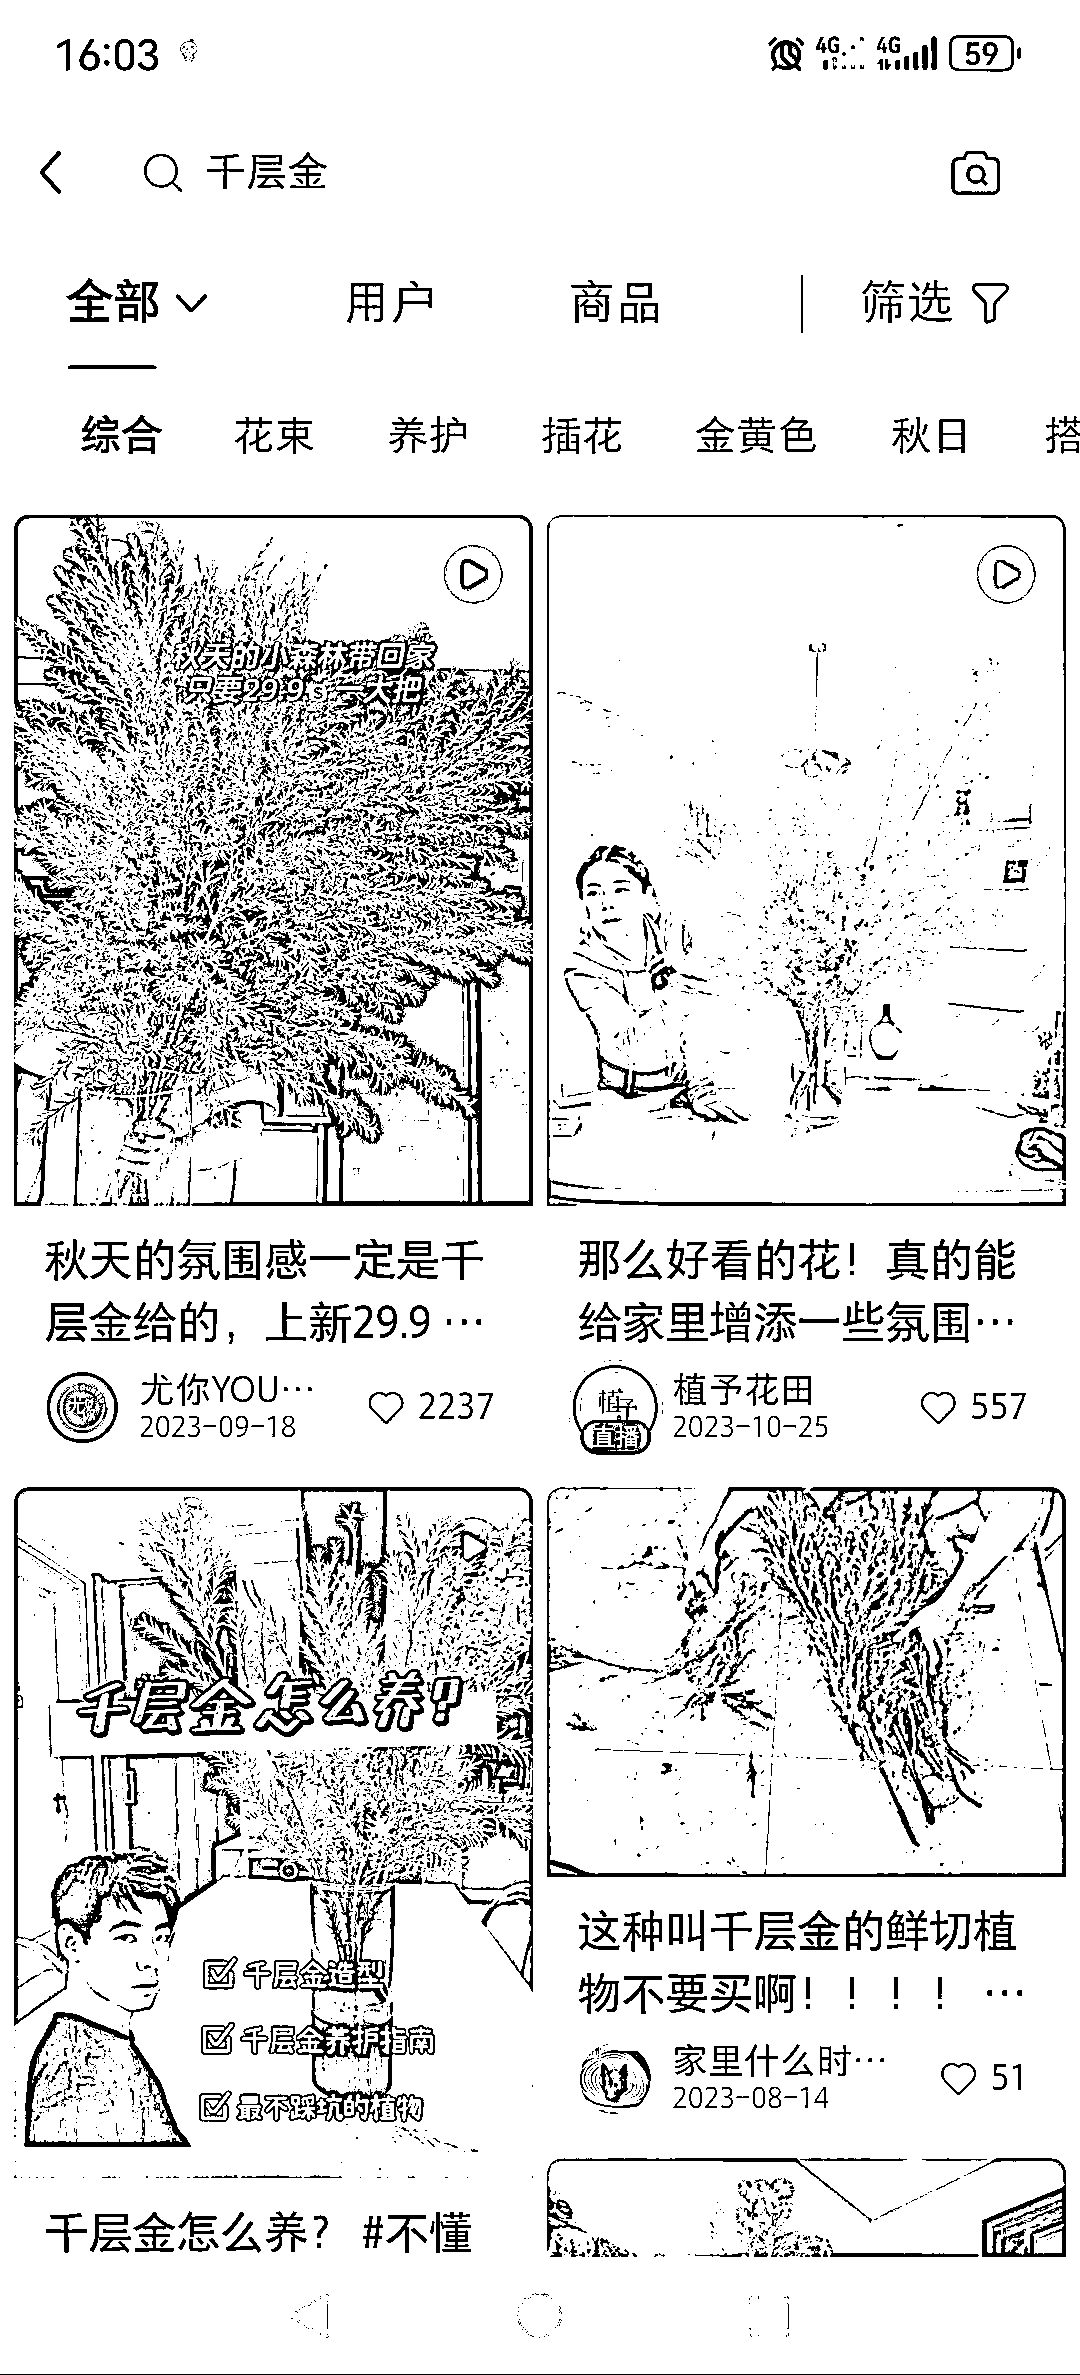 16:03
4G 4G 59
千层金
全部 用户 商品 筛选
综合 花束 养护 插花 金黄色 秋日 搭
秋天的小森林带回家
只要29.9 一大把
秋天的氛围感一定是千
层金给的，上新29.9 …
尤你YOU…
2023-09-18
2237
那么好看的花！真的能
给家里增添一些氛围…
植予花田
直播
2023-10-25
557
千层金怎么养？
千层金造型
千层金养护指南
最不踩坑的植物
千层金怎么养？ #不懂
这种叫千层金的鲜切植
物不要买啊！！！！ …
家里什么时…
2023-08-14
51